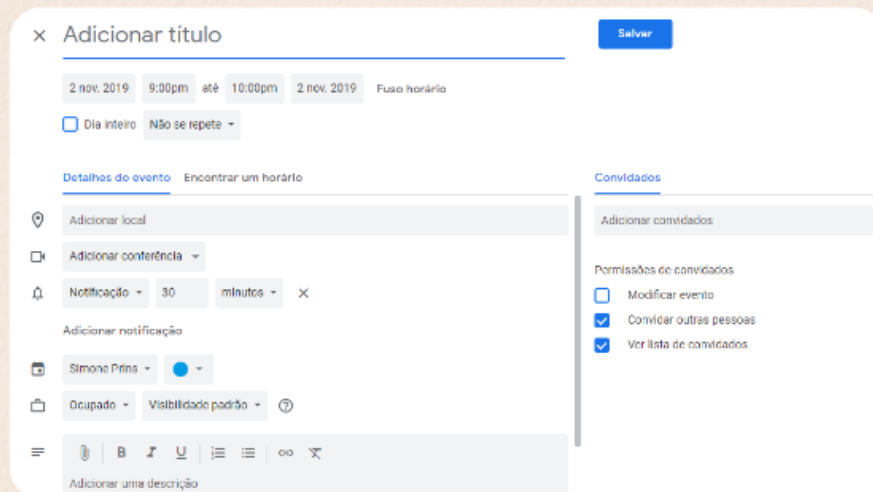 Adicionar título
Salvar
2 nov. 2019 9:00pm até 10:00pm 2 nov. 2019 Fuso horário
Dia inteiro Não se repete
Detalhes do evento Encontrar um horário
Convidados
Adicionar local
Adicionar convidados
Adicionar conferência
Permissões de convidados
Notificação 30 minutos
Modificar evento
Convidar outras pessoas
Adicionar notificação
Ver lista de convidados
Simone Prins
Ocupado Visibilidade padrão
B I U
Adicionar uma descrição